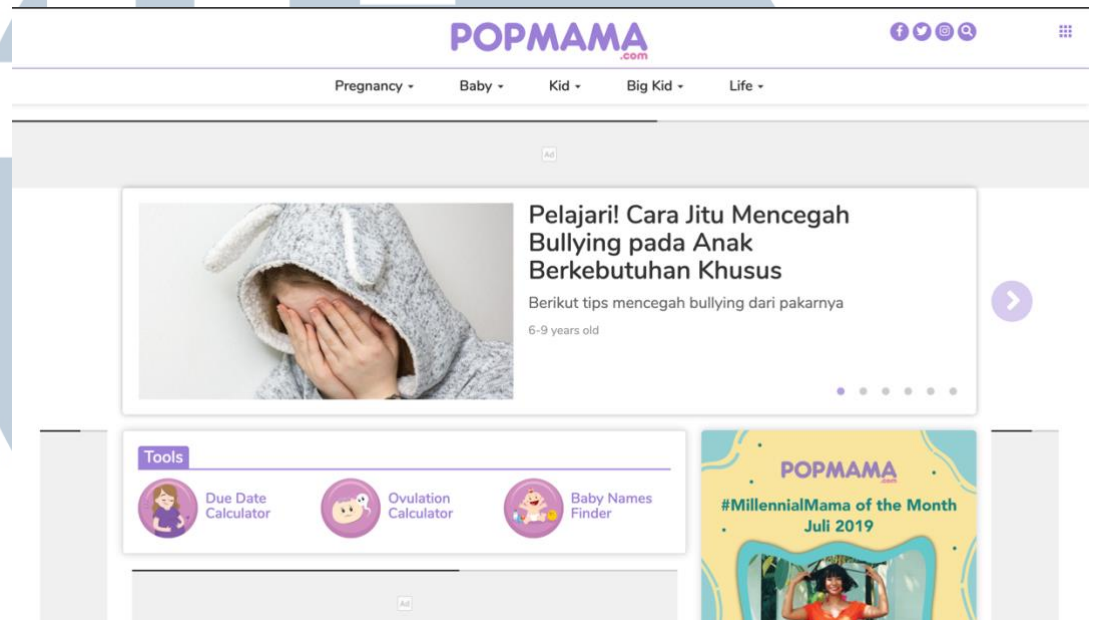 POPMAMA
.com
Pregnancy
Baby
Kid
Big Kid
Life
Ad
Pelajari! Cara Jitu Mencegah
Bullying pada Anak
Berkebutuhan Khusus
Berikut tips mencegah bullying dari pakarnya
6-9 years old
Tools
Due Date
Calculator
Ovulation
Calculator
Baby Names
Finder
POPMAMA
.com
#MillennialMama of the Month
Juli 2019
Ad